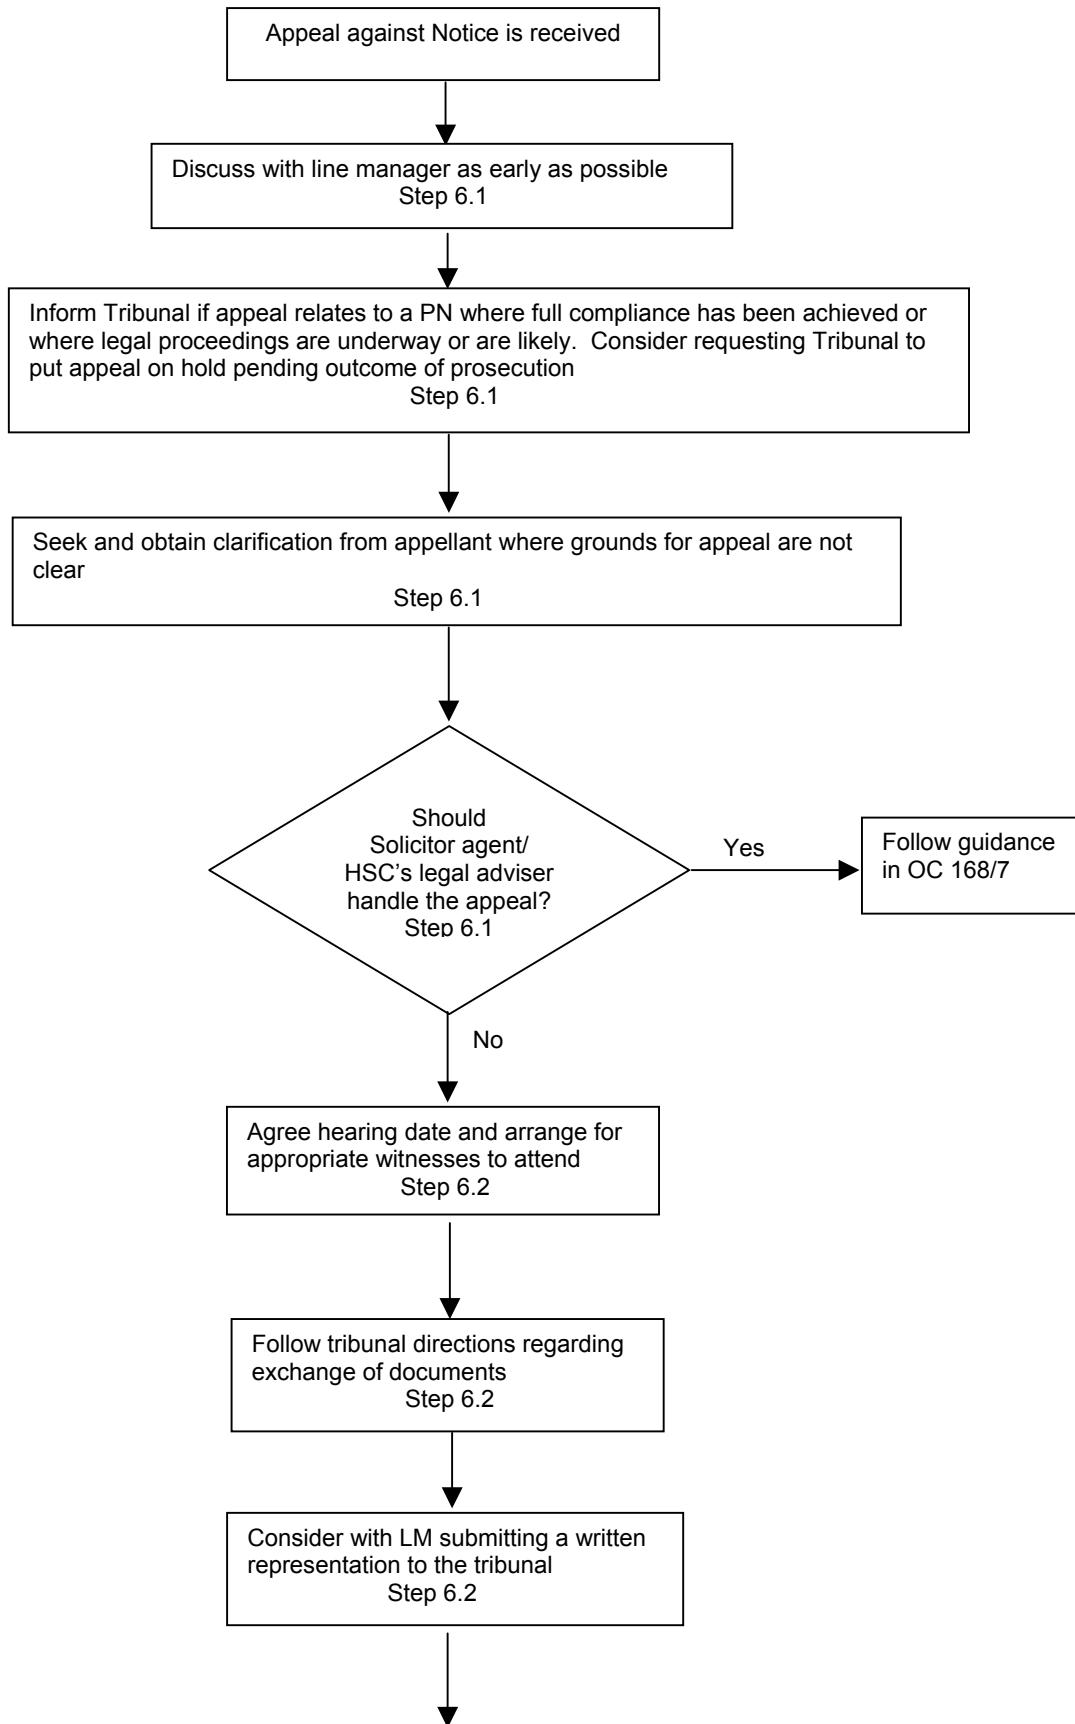 Appeal against Notice is received
Discuss with line manager as early as possible
Step 6.1
Inform Tribunal if appeal relates to a PN where full compliance has been achieved or
where legal proceedings are underway or are likely.  Consider requesting Tribunal to
put appeal on hold pending outcome of prosecution
Step 6.1
Seek and obtain clarification from appellant where grounds for appeal are not
clear
Step 6.1
Should
Solicitor agent/
HSC's legal adviser
handle the appeal?
Step 6.1
Yes
Follow guidance
in OC 168/7
No
Agree hearing date and arrange for
appropriate witnesses to attend
Step 6.2
Follow tribunal directions regarding
exchange of documents
Step 6.2
Consider with LM submitting a written
representation to the tribunal
Step 6.2